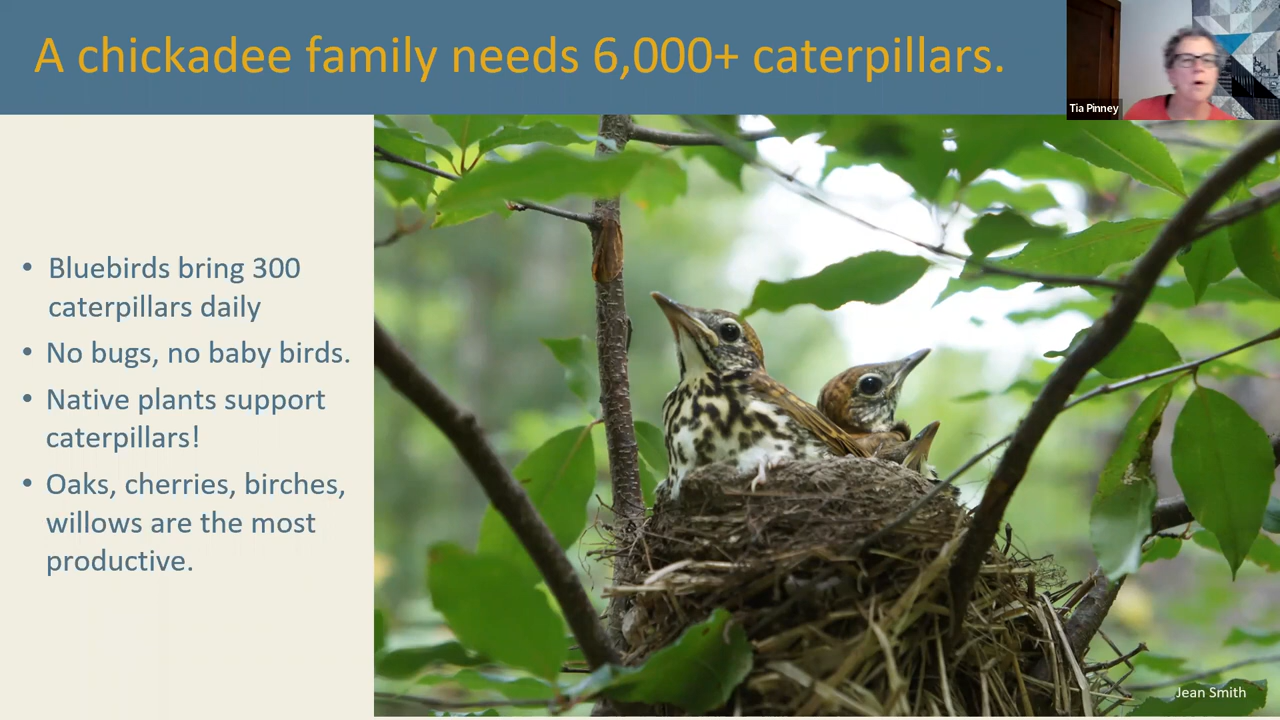 A chickadee family needs 6,000+ caterpillars.
Tia Pinney
• Bluebirds bring 300
caterpillars daily
• No bugs, no baby birds.
• Native plants support
caterpillars!
• Oaks, cherries, birches,
willows are the most
productive.
Jean Smith